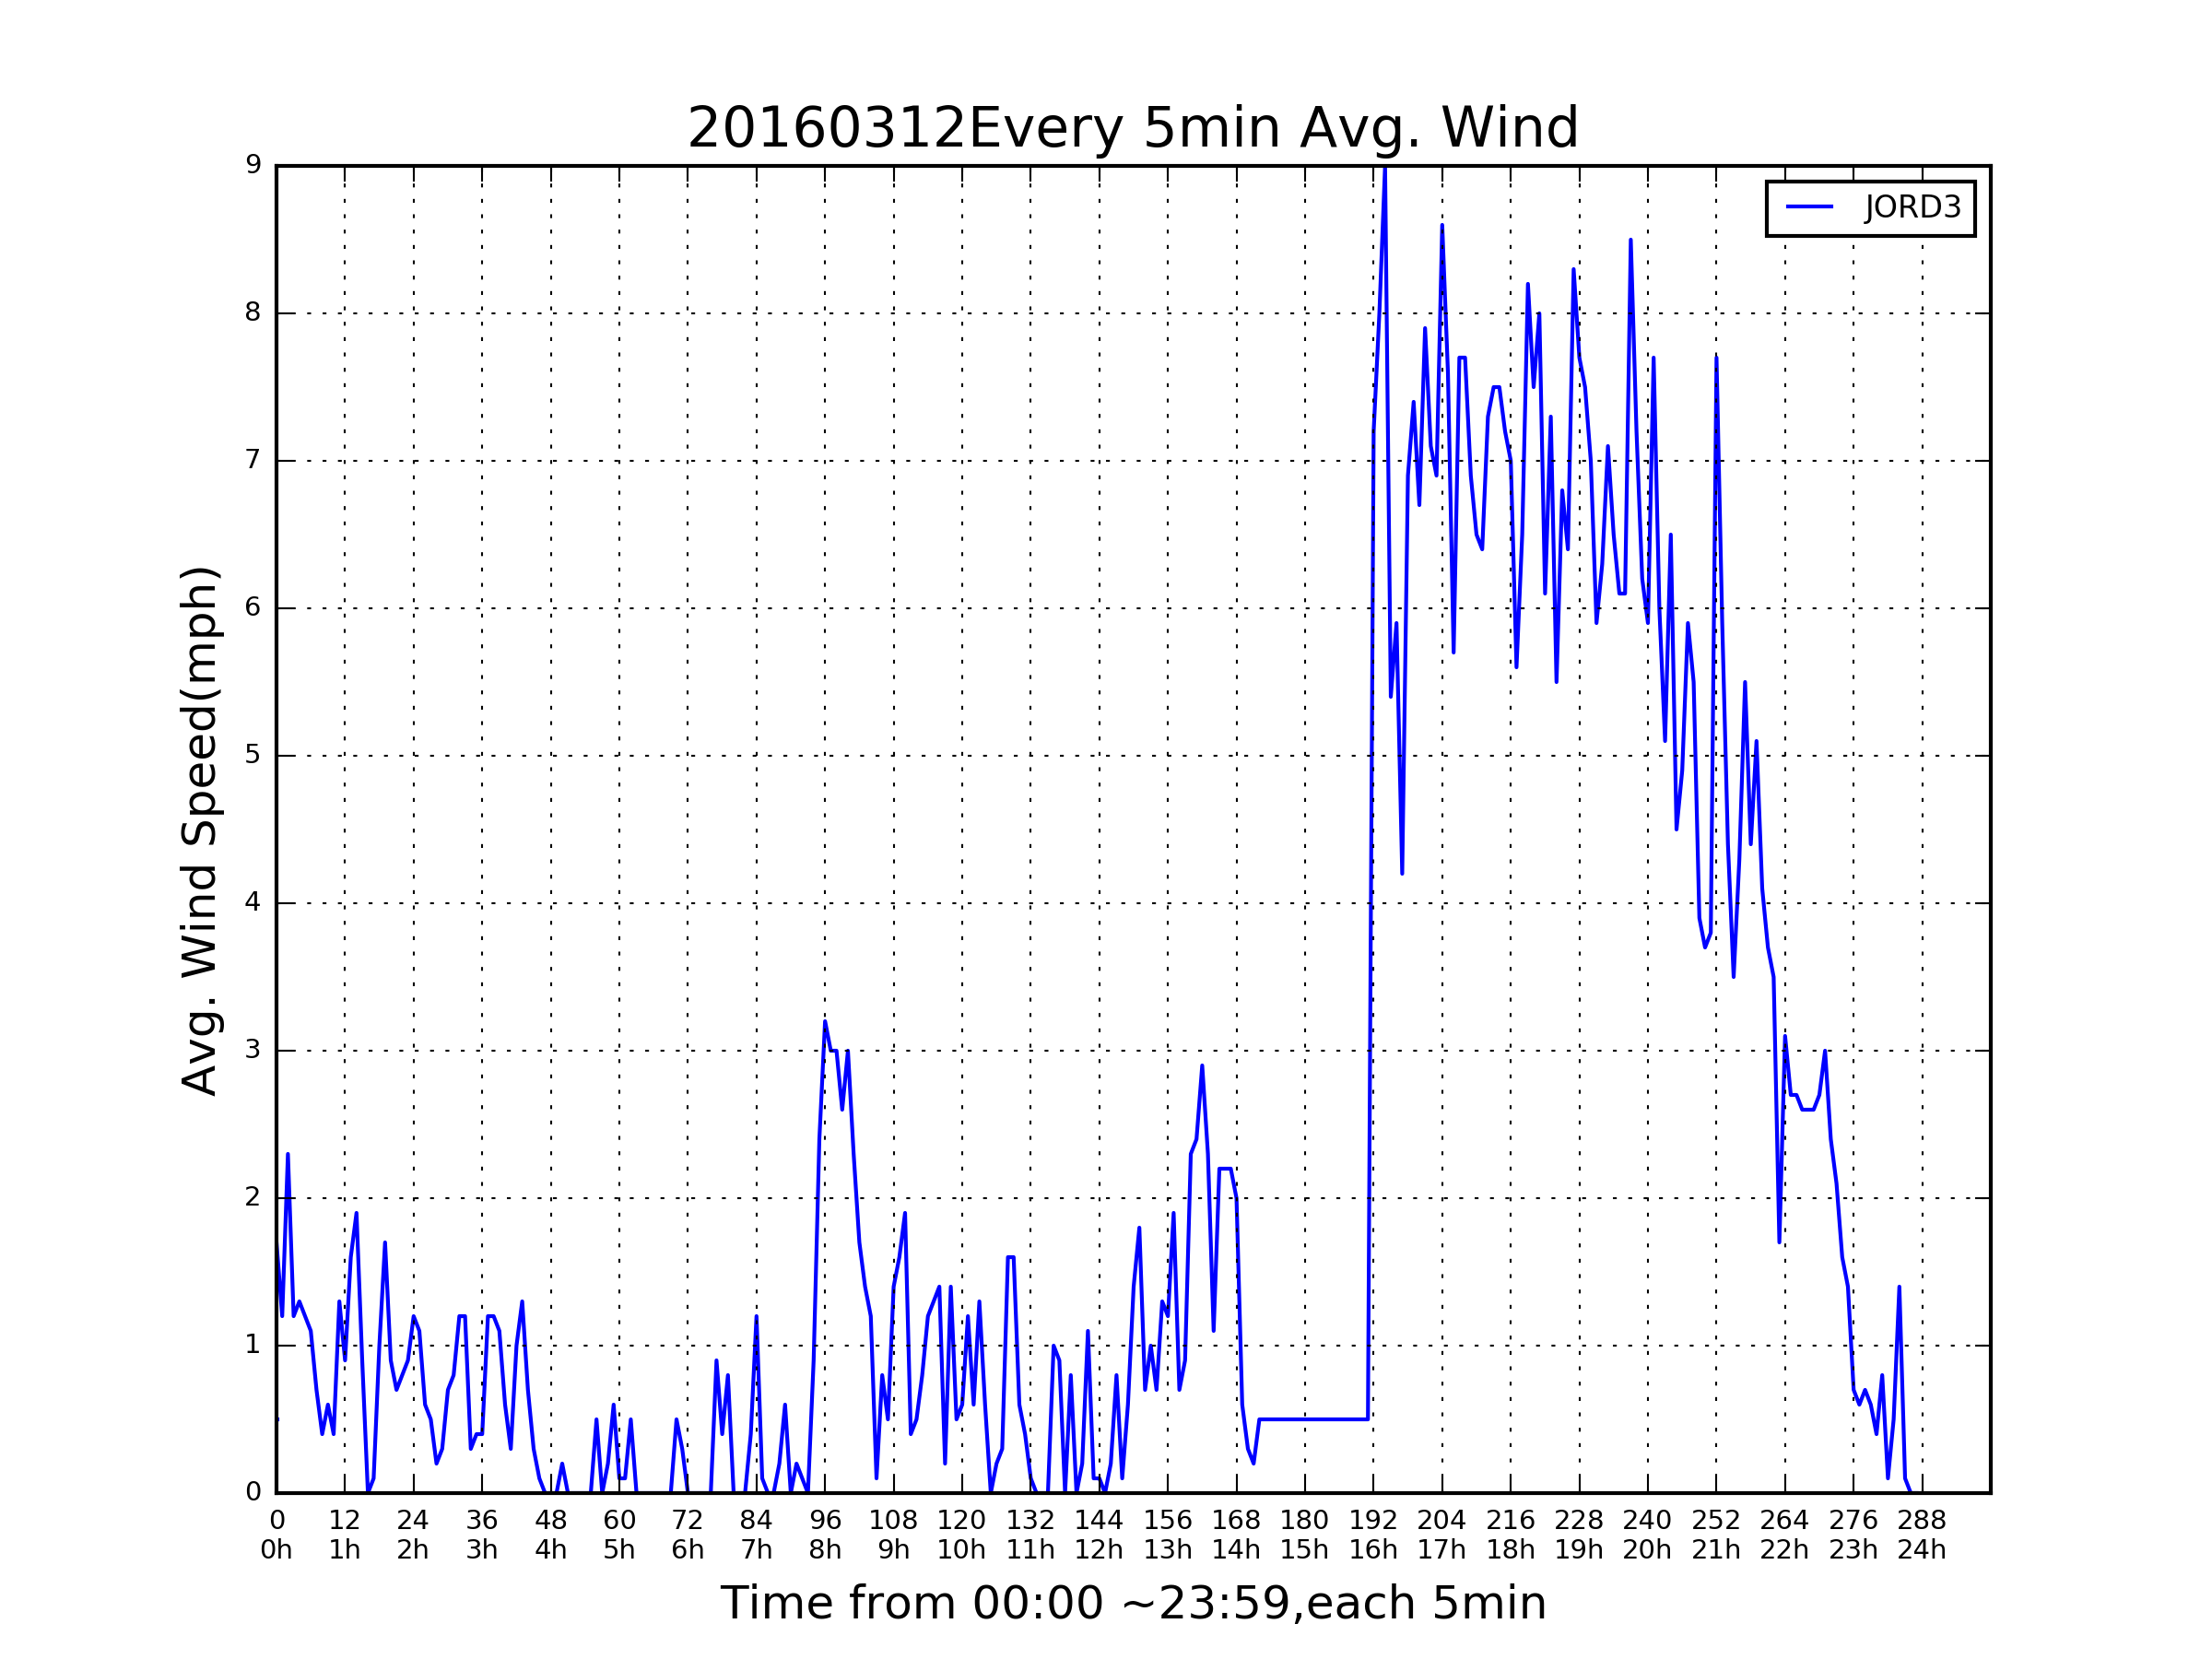 20160312Every 5min Avg. Wind
JORD3
Avg. Wind Speed(mph)
9
8
7
6
5
4
3
2
1
0
0 12 24 36 48 60 72 84 96 108 120 132 144 156 168 180 192 204 216 228 240 252 264 276 288
0h 1h 2h 3h 4h 5h 6h 7h 8h 9h 10h 11h 12h 13h 14h 15h 16h 17h 18h 19h 20h 21h 22h 23h 24h
Time from 00:00 ~23:59,each 5min